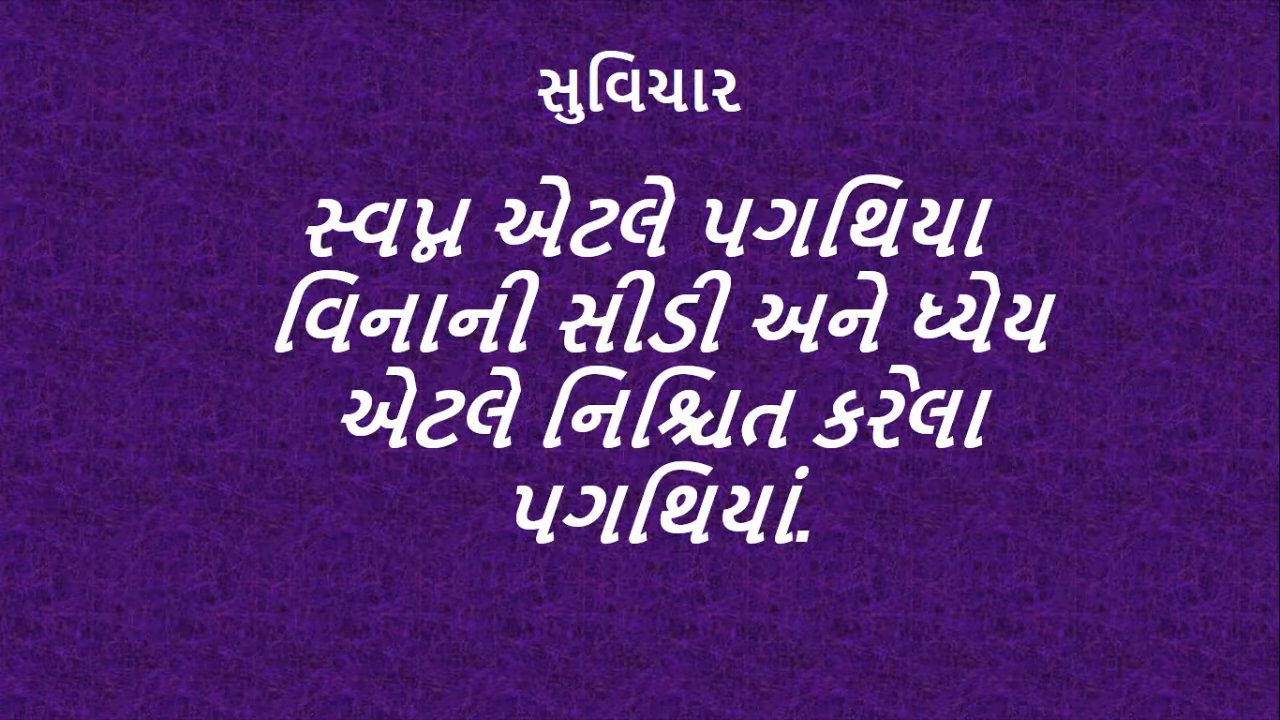 સુવિચાર
સ્વપ્ન એટલે પગથિયા
વિનાની સીડી અને ધ્યેય
એટલે નિશ્ચિત કરેલા
પગથિયાં.